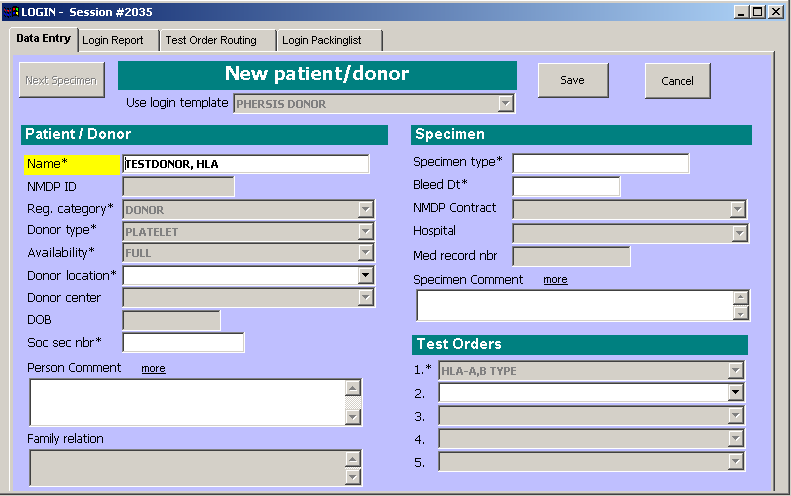 LOGIN - Session #2035
Data Entry Login Report Test Order Routing Login Packinglist
Next Specimen New patient/donor Save Cancel
Use login template PHERSIS DONOR
Patient / Donor
Name* TESTDONOR, HLA
NMDP ID
Reg. category* DONOR
Donor type* PLATELET
Availability* FULL
Donor location*
Donor center
DOB
Soc sec nbr*
Person Comment more
Family relation
Specimen
Specimen type*
Bleed Dt*
NMDP Contract
Hospital
Med record nbr
Specimen Comment more
Test Orders
1.* HLA-A,B TYPE
2.
3.
4.
5.